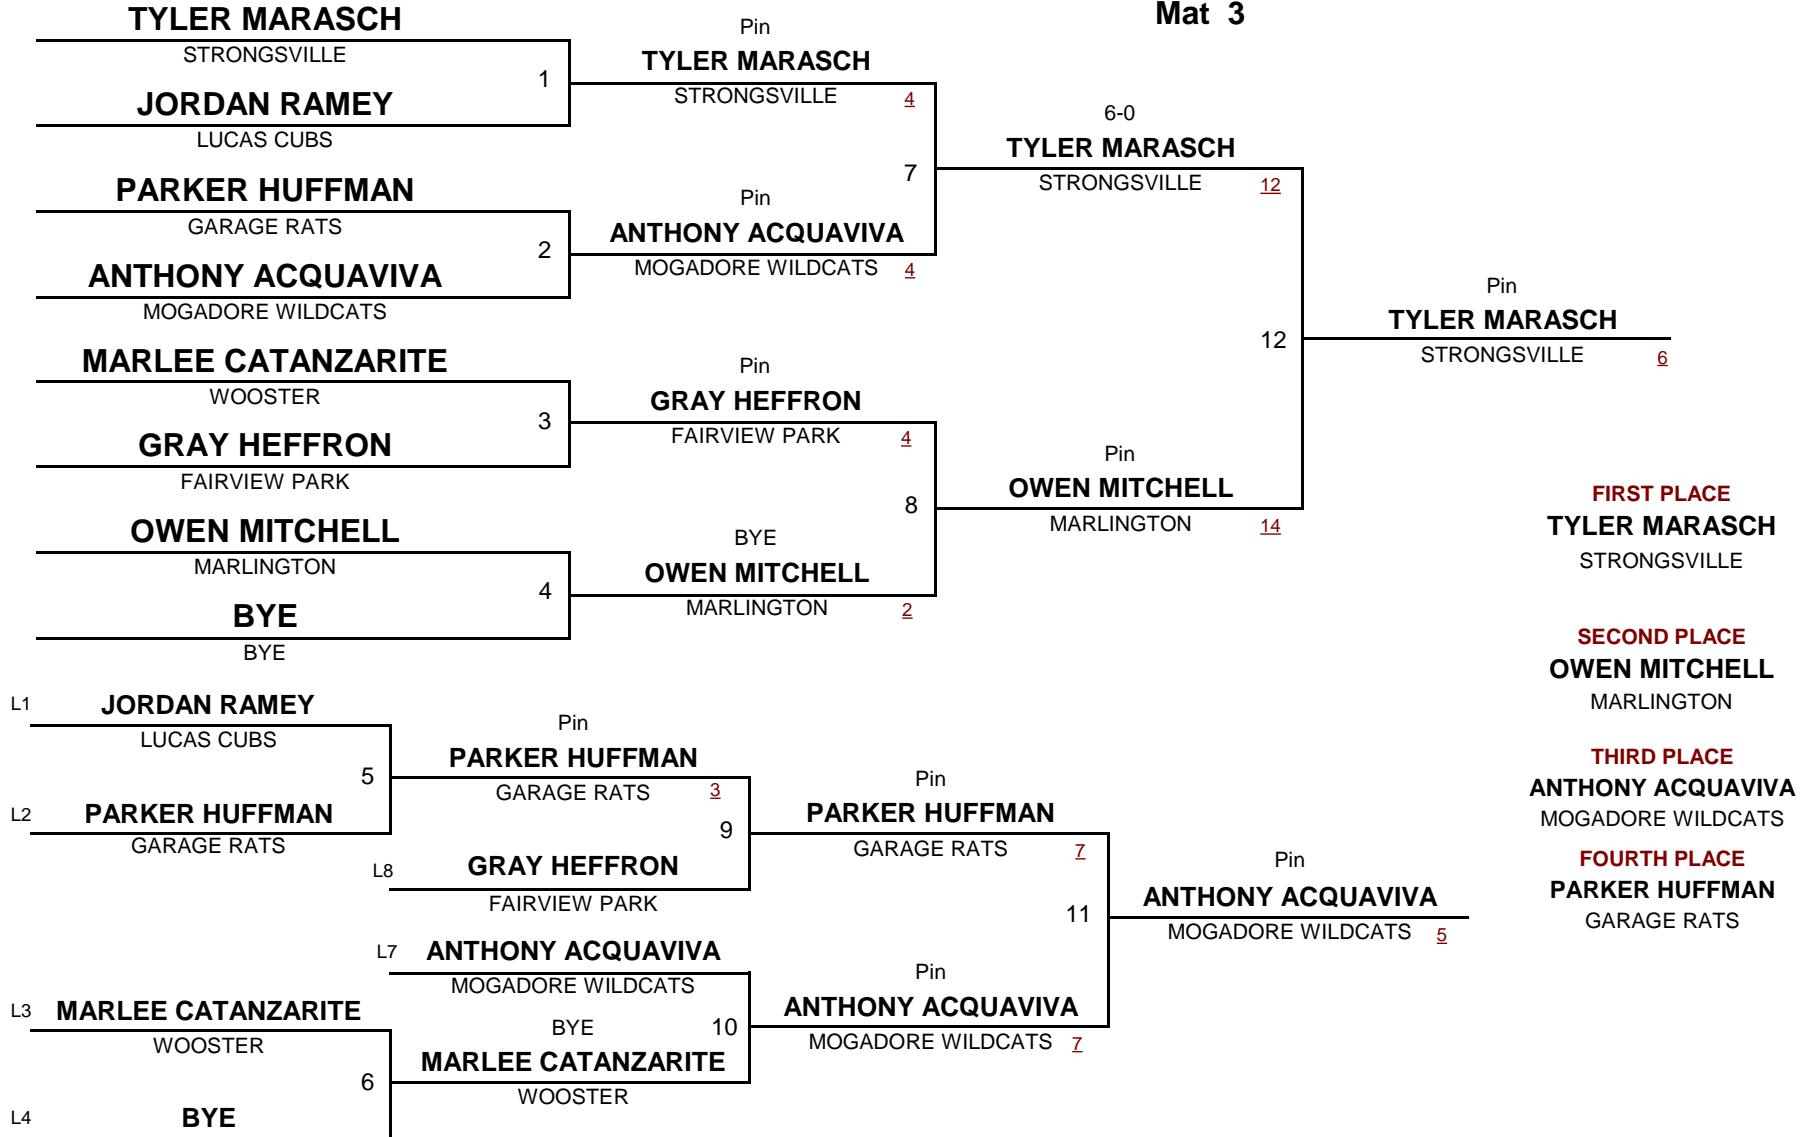 Mat 3
TYLER MARASCH
STRONGSVILLE
1
JORDAN RAMEY
LUCAS CUBS
PARKER HUFFMAN
GARAGE RATS
2
ANTHONY ACQUAVIVA
MOGADORE WILDCATS
MARLEE CATANZARITE
WOOSTER
3
GRAY HEFFRON
FAIRVIEW PARK
OWEN MITCHELL
MARLINGTON
4
BYE
BYE
Pin
TYLER MARASCH
STRONGSVILLE 4
7
Pin
ANTHONY ACQUAVIVA
MOGADORE WILDCATS 4
Pin
GRAY HEFFRON
FAIRVIEW PARK 4
8
BYE
OWEN MITCHELL
MARLINGTON 2
6-0
TYLER MARASCH
STRONGSVILLE 12
12
Pin
OWEN MITCHELL
MARLINGTON 14
Pin
TYLER MARASCH
STRONGSVILLE 6
L1 JORDAN RAMEY
LUCAS CUBS
5
L2 PARKER HUFFMAN
GARAGE RATS
Pin
PARKER HUFFMAN
GARAGE RATS 3
9
L8 GRAY HEFFRON
FAIRVIEW PARK
L7 ANTHONY ACQUAVIVA
MOGADORE WILDCATS
L3 MARLEE CATANZARITE
WOOSTER
6
L4 BYE
BYE
10
MARLEE CATANZARITE
WOOSTER
Pin
PARKER HUFFMAN
GARAGE RATS 7
11
Pin
ANTHONY ACQUAVIVA
MOGADORE WILDCATS 7
Pin
ANTHONY ACQUAVIVA
MOGADORE WILDCATS 5
FIRST PLACE
TYLER MARASCH
STRONGSVILLE
SECOND PLACE
OWEN MITCHELL
MARLINGTON
THIRD PLACE
ANTHONY ACQUAVIVA
MOGADORE WILDCATS
FOURTH PLACE
PARKER HUFFMAN
GARAGE RATS